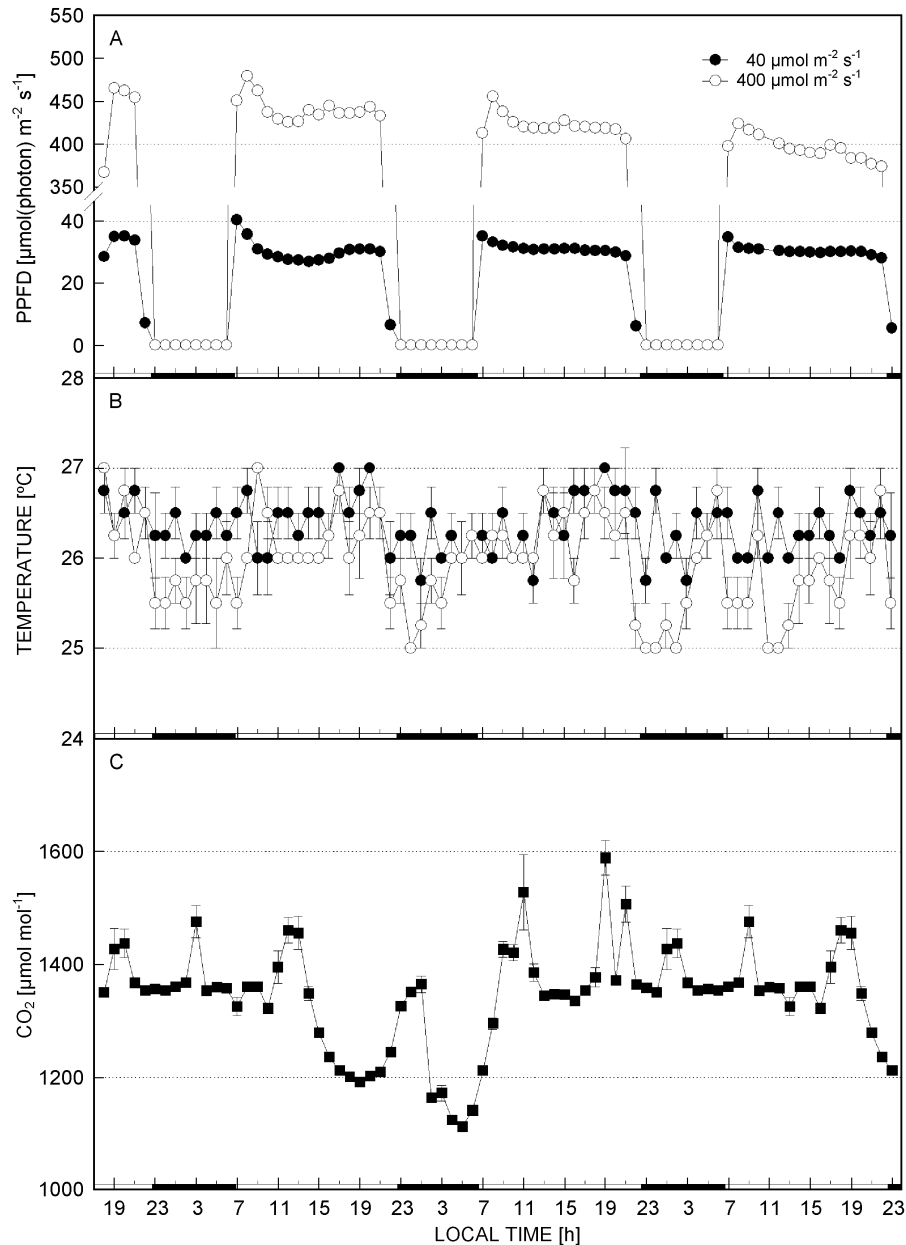 A
40 µmol m-2 s-1
400 µmol m-2 s-1
550
500
450
400
350
40
20
0
PPFD [µmol(photon) m-2 s-1]
B
28
27
26
25
24
TEMPERATURE [ºC]
C
1600
1400
1200
1000
CO2 [µmol mol-1]
19 23 3 7 11 15 19 23 3 7 11 15 19 23 3 7 11 15 19 23
LOCAL TIME [h]